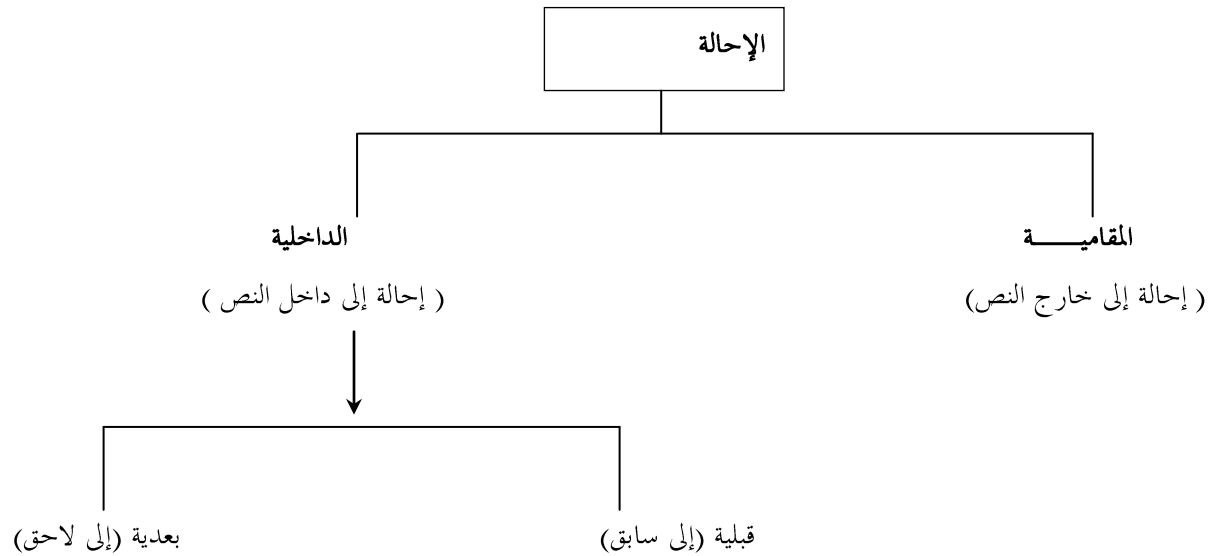 الإحالة
المقاميـــــة
الداخلية
( إحالة إلى خارج النص)
( إحالة إلى داخل النص )
قبلية (إلى سابق)
بعدية (إلى لاحق)